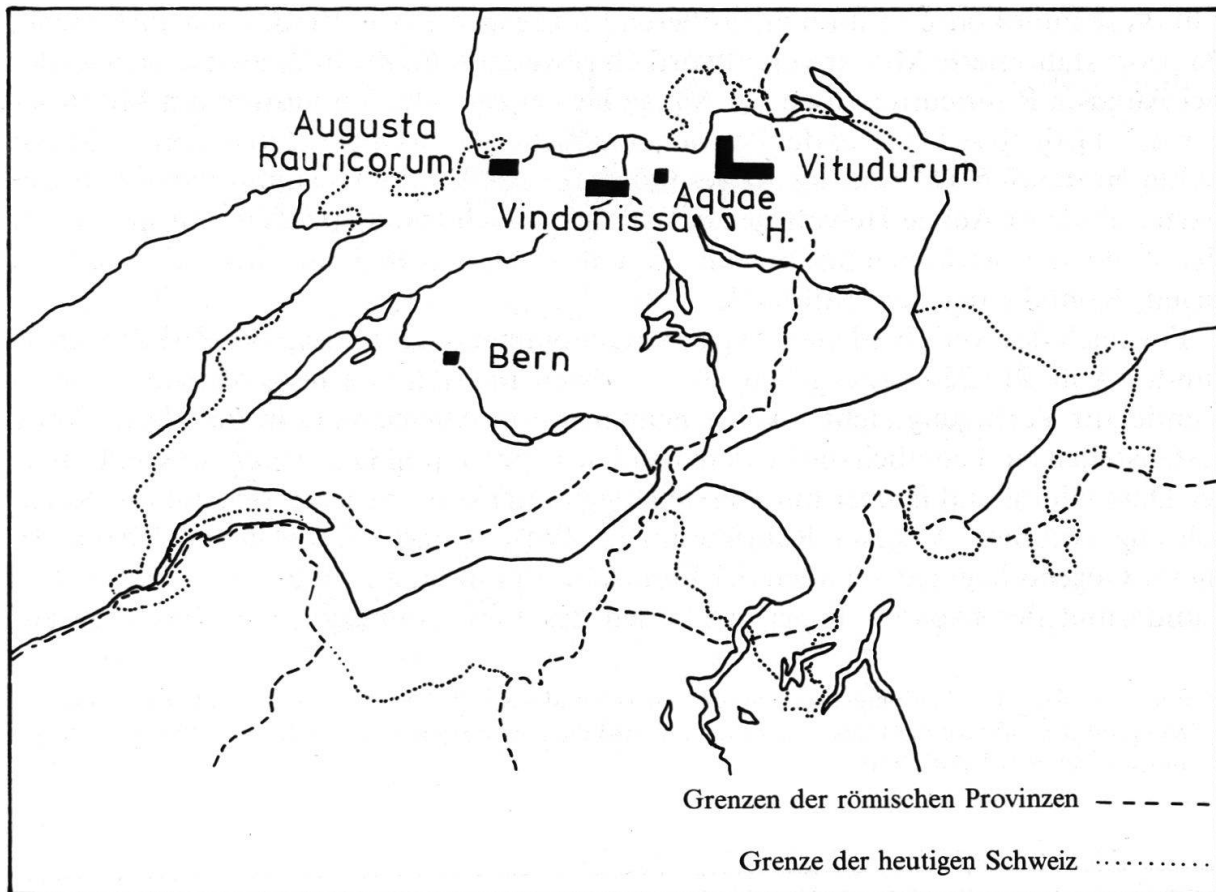 Augusta
Rauricorum
Vindonissa
Aquae
H.
Vitudurum
Bern
Grenzen der römischen Provinzen
Grenze der heutigen Schweiz